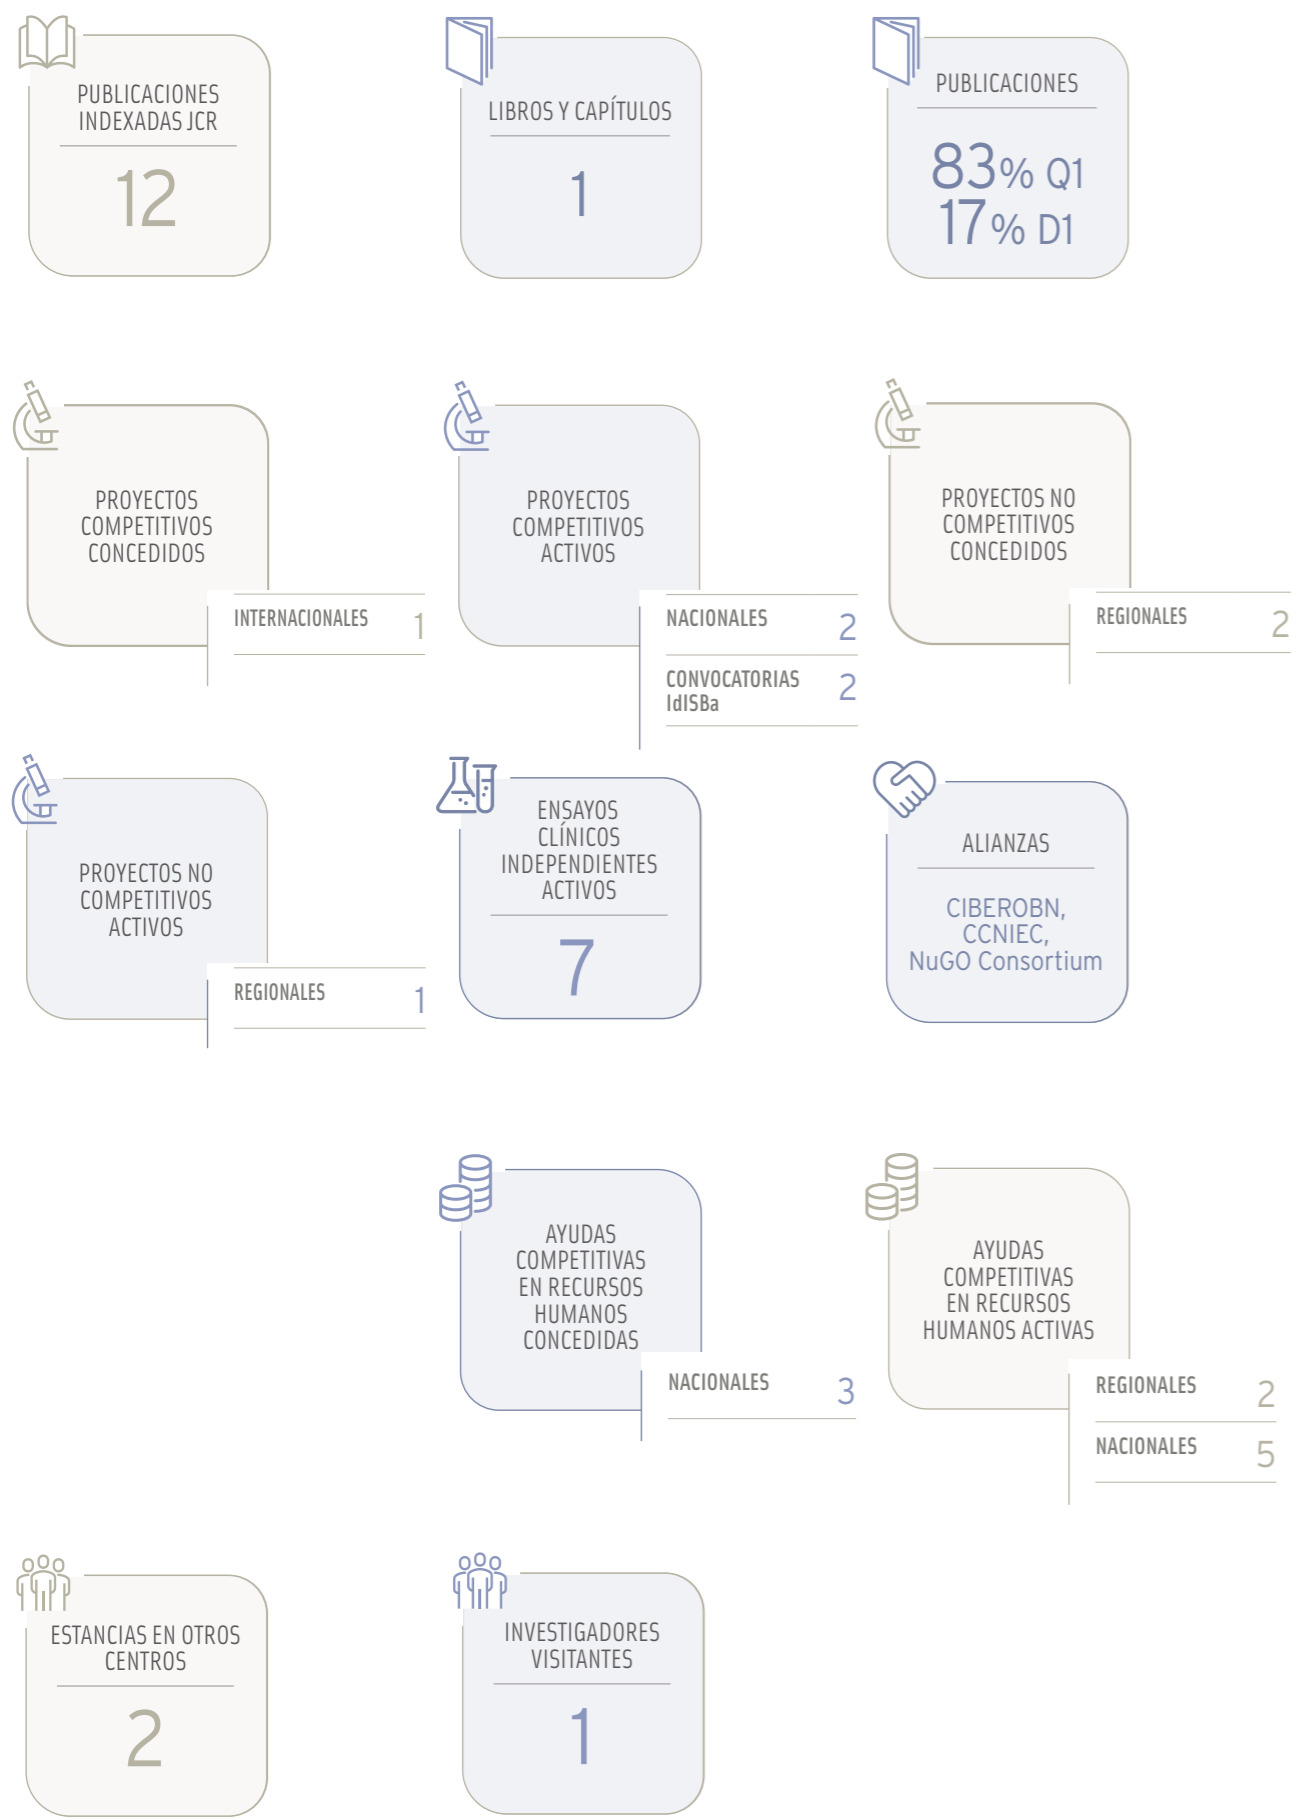 PUBLICACIONES
INDEXADAS JCR
12
LIBROS Y CAPÍTULOS
1
PUBLICACIONES
83% Q1
17% D1
PROYECTOS
COMPETITIVOS
CONCEDIDOS
INTERNACIONALES 1
PROYECTOS
COMPETITIVOS
ACTIVOS
NACIONALES 2
CONVOCATORIAS
IdISBa 2
PROYECTOS NO
COMPETITIVOS
CONCEDIDOS
REGIONALES 2
PROYECTOS NO
COMPETITIVOS
ACTIVOS
REGIONALES 1
ENSAYOS
CLÍNICOS
INDEPENDIENTES
ACTIVOS
7
ALIANZAS
CIBEROBN,
CCNIEC,
NuGO Consortium
AYUDAS
COMPETITIVAS
EN RECURSOS
HUMANOS
CONCEDIDAS
NACIONALES 3
AYUDAS
COMPETITIVAS
EN RECURSOS
HUMANOS ACTIVAS
REGIONALES 2
NACIONALES 5
ESTANCIAS EN OTROS
CENTROS
2
INVESTIGADORES
VISITANTES
1